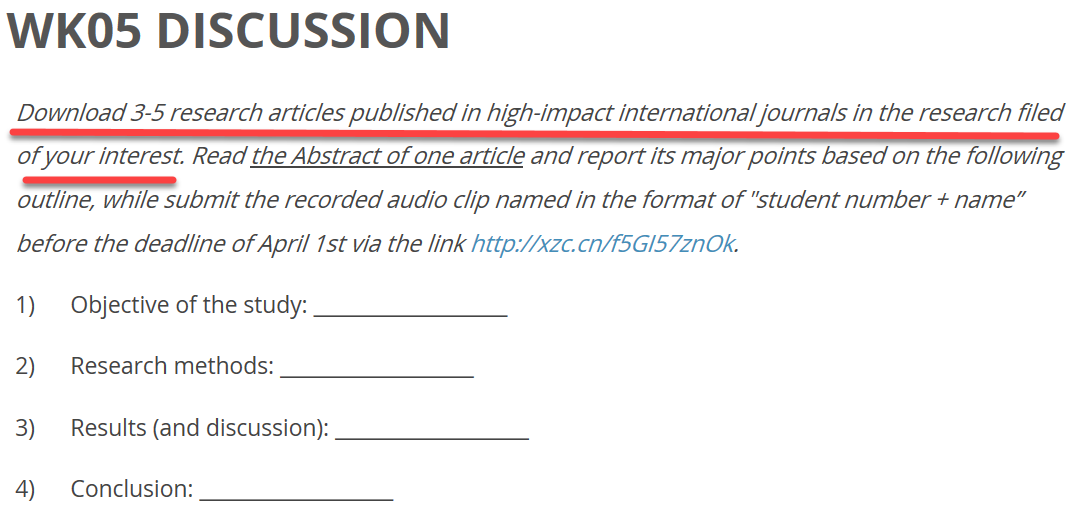 WK05 DISCUSSION
Download 3-5 research articles published in high-impact international journals in the research filed
of your interest. Read the Abstract of one article and report its major points based on the following
outline, while submit the recorded audio clip named in the format of "student number + name”
before the deadline of April 1st via the link http://xzc.cn/f5GI57znOk.
1) Objective of the study: ________________
2) Research methods: ________________
3) Results (and discussion): ________________
4) Conclusion: ________________